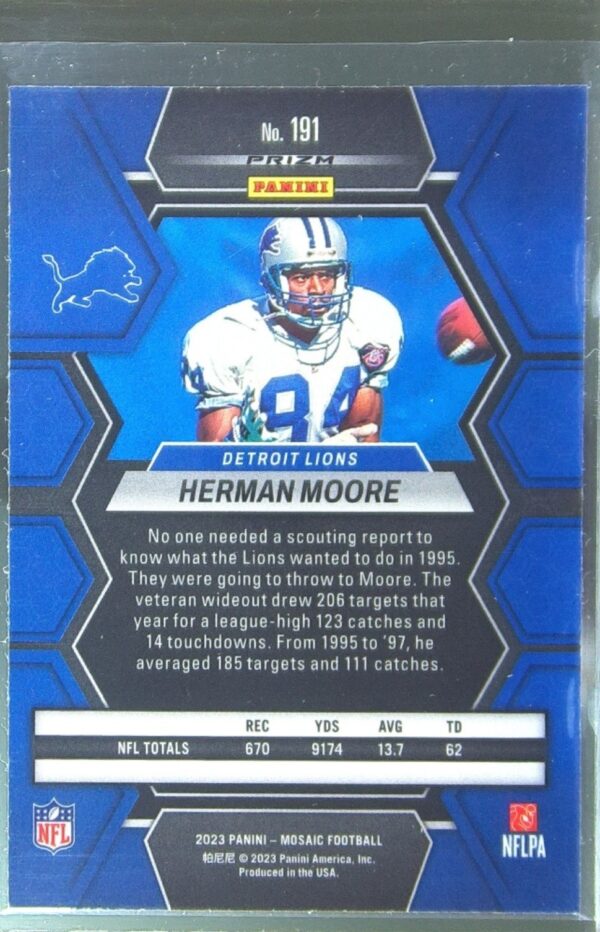 No. 191
PRIZM
PANINI
84
84
DETROIT LIONS
HERMAN MOORE
No one needed a scouting report to
know what the Lions wanted to do in 1995.
They were going to throw to Moore. The
veteran wideout drew 206 targets that
year for a league-high 123 catches and
14 touchdowns. From 1995 to '97, he
averaged 185 targets and 111 catches.
REC YDS AVG TD
NFL TOTALS 670 9174 13.7 62
NFL
NFLPA
2023 PANINI – MOSAIC FOOTBALL
帕尼尼 © 2023 Panini America, Inc.
Produced in the USA.